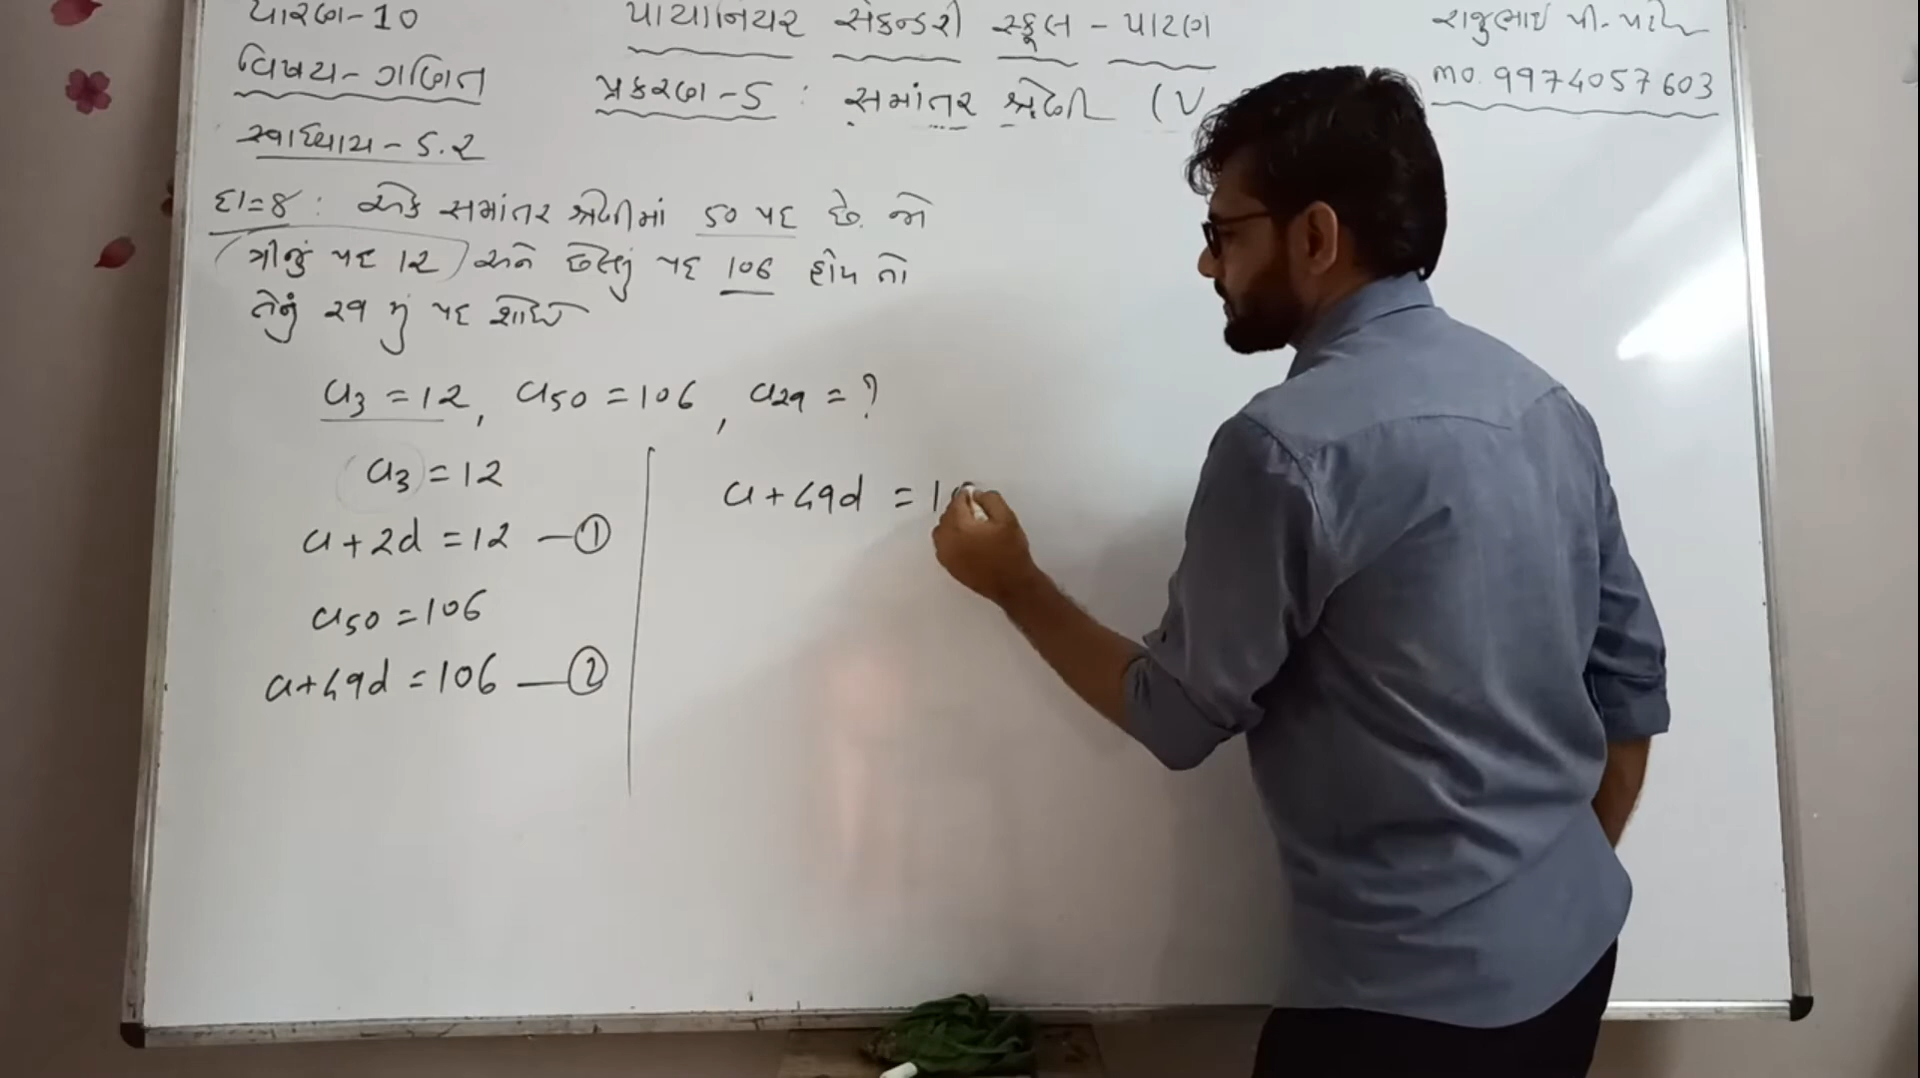 ધોરણ-10
પાયોનિયર સેકન્ડરી સ્કૂલ - પાટણ
રાજુભાઈ પી. પટેલ
વિષય- ગણિત
પ્રકરણ-5 : સમાંતર શ્રેઢી (V
mo. 9974057603
સ્વાધ્યાય - 5.2
દા=૪ : એક સમાંતર શ્રેઢીમાં 50 પદ છે. જો
ત્રીજું પદ 12 અને છેલ્લું પદ 106 હોય તો
તેનું 29 મું પદ શોધો
a3 = 12, a50 = 106, a29 = ?
a3 = 12
a + 2d = 12 — ①
a50 = 106
a+49d = 106 — ②
a + 49d = 10